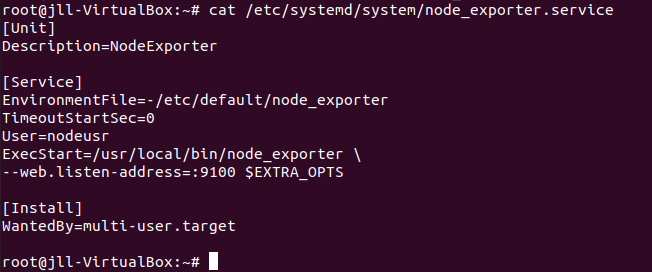 root@jll-VirtualBox:~# cat /etc/systemd/system/node_exporter.service
[Unit]
Description=NodeExporter
[Service]
EnvironmentFile=-/etc/default/node_exporter
TimeoutStartSec=0
User=nodeusr
ExecStart=/usr/local/bin/node_exporter \
--web.listen-address=:9100 $EXTRA_OPTS
[Install]
WantedBy=multi-user.target
root@jll-VirtualBox:~#